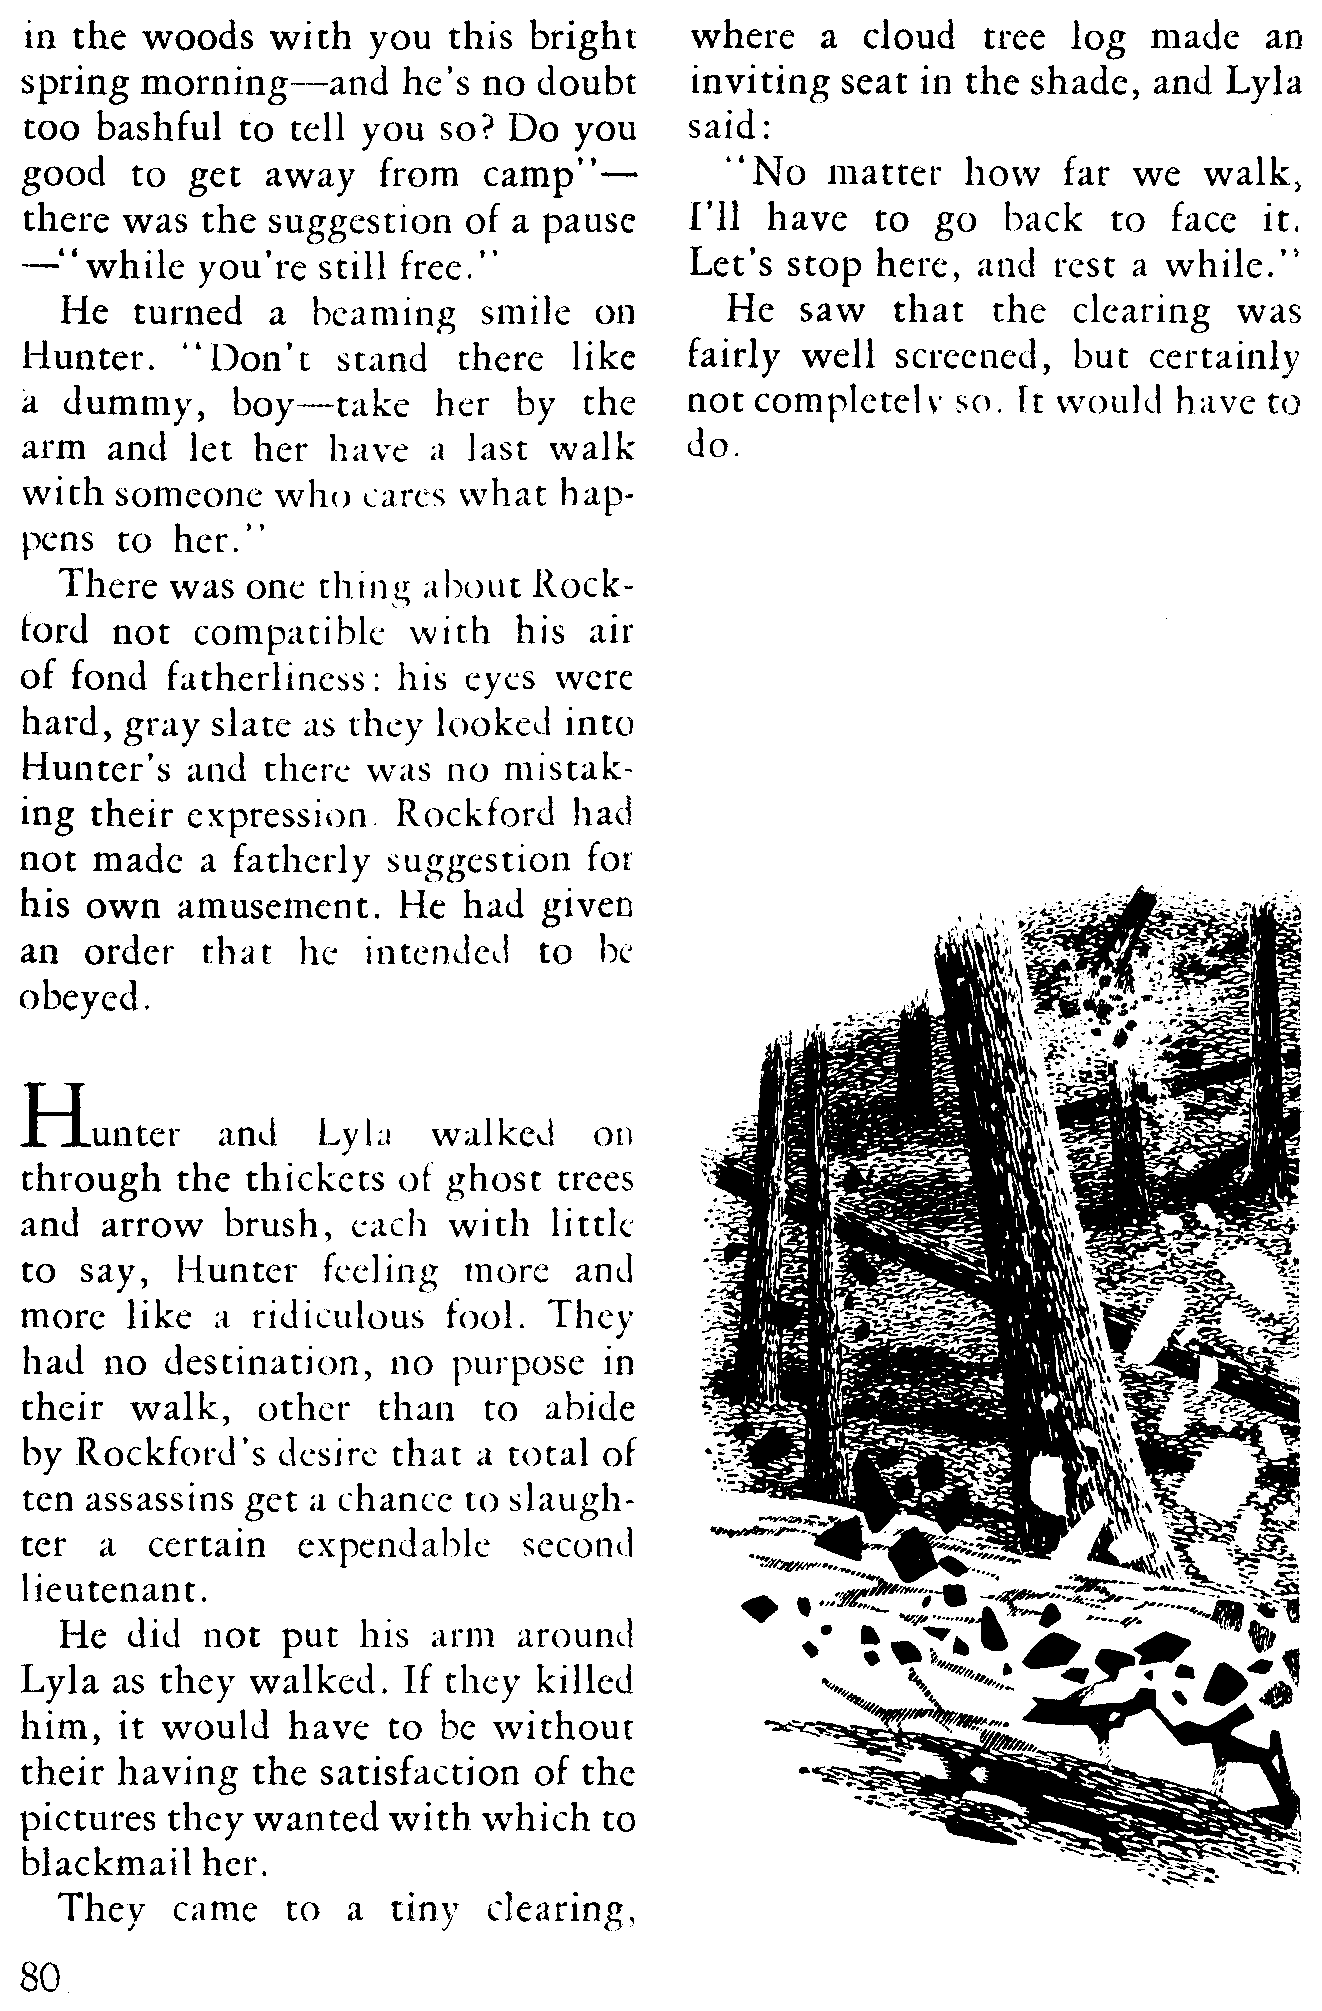 in the woods with you this bright
spring morning—and he's no doubt
too bashful to tell you so? Do you
good to get away from camp"—
there was the suggestion of a pause
—"while you're still free."
He turned a beaming smile on
Hunter. "Don't stand there like
a dummy, boy—take her by the
arm and let her have a last walk
with someone who cares what hap-
pens to her."
There was one thing about Rock-
ford not compatible with his air
of fond fatherliness: his eyes were
hard, gray slate as they looked into
Hunter's and there was no mistak-
ing their expression. Rockford had
not made a fatherly suggestion for
his own amusement. He had given
an order that he intended to be
obeyed.
Hunter and Lyla walked on
through the thickets of ghost trees
and arrow brush, each with little
to say, Hunter feeling more and
more like a ridiculous fool. They
had no destination, no purpose in
their walk, other than to abide
by Rockford's desire that a total of
ten assassins get a chance to slaugh-
ter a certain expendable second
lieutenant.
He did not put his arm around
Lyla as they walked. If they killed
him, it would have to be without
their having the satisfaction of the
pictures they wanted with which to
blackmail her.
They came to a tiny clearing,
80
where a cloud tree log made an
inviting seat in the shade, and Lyla
said:
"No matter how far we walk,
I'll have to go back to face it.
Let's stop here, and rest a while."
He saw that the clearing was
fairly well screened, but certainly
not completely so. It would have to
do.